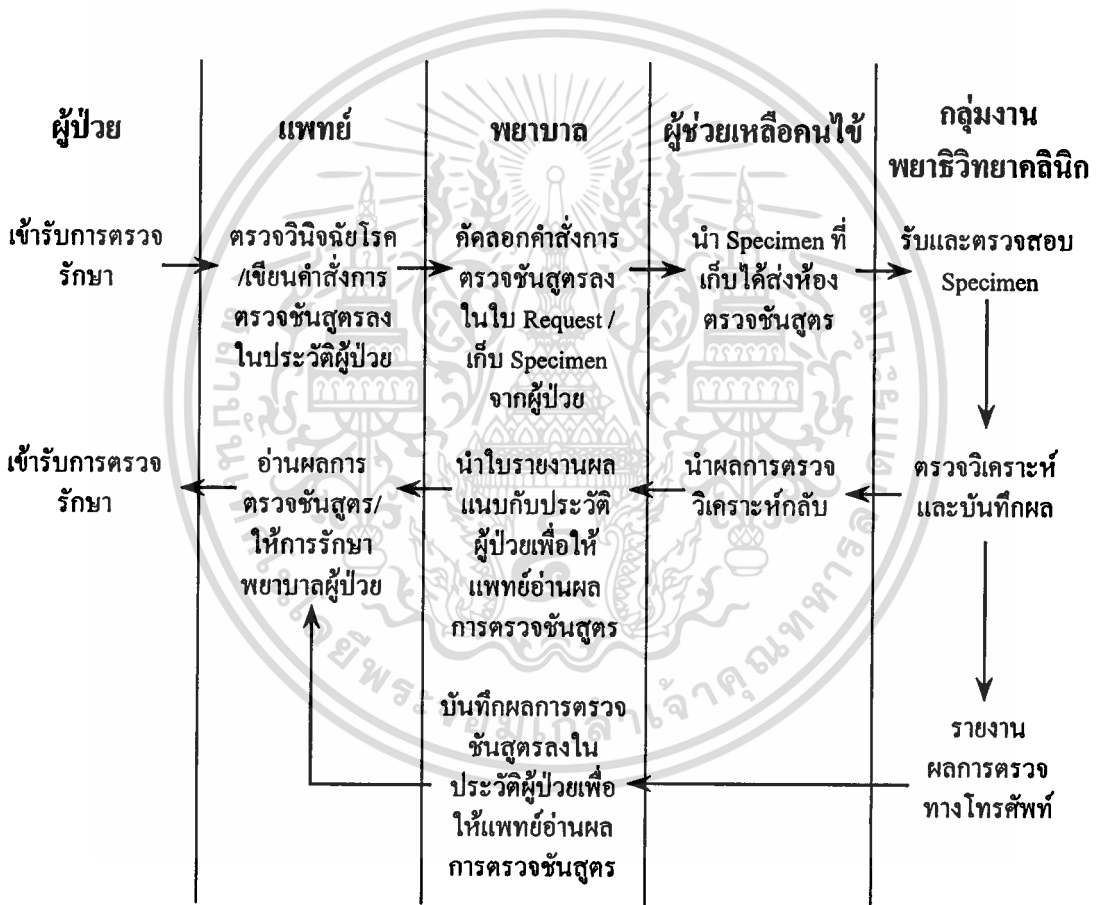 ผู้ป่วย
แพทย์
พยาบาล
ผู้ช่วยเหลือคนไข้
กลุ่มงาน
พยาธิวิทยาคลินิก
เข้ารับการตรวจ
รักษา
ตรวจวินิจฉัยโรค
/เขียนคำสั่งการ
ตรวจชันสูตรลง
ในประวัติผู้ป่วย
คัดลอกคำสั่งการ
ตรวจชันสูตรลง
ในใบ Request /
เก็บ Specimen
จากผู้ป่วย
นำ Specimen ที่
เก็บได้ส่งห้อง
ตรวจชันสูตร
รับและตรวจสอบ
Specimen
เข้ารับการตรวจ
รักษา
อ่านผลการ
ตรวจชันสูตร/
ให้การรักษา
พยาบาลผู้ป่วย
นำใบรายงานผล
แนบกับประวัติ
ผู้ป่วยเพื่อให้
แพทย์อ่านผล
การตรวจชันสูตร
นำผลการตรวจ
วิเคราะห์กลับ
ตรวจวิเคราะห์
และบันทึกผล
บันทึกผลการตรวจ
ชันสูตรลงใน
ประวัติผู้ป่วยเพื่อ
ให้แพทย์อ่านผล
การตรวจชันสูตร
รายงาน
ผลการตรวจ
ทางโทรศัพท์